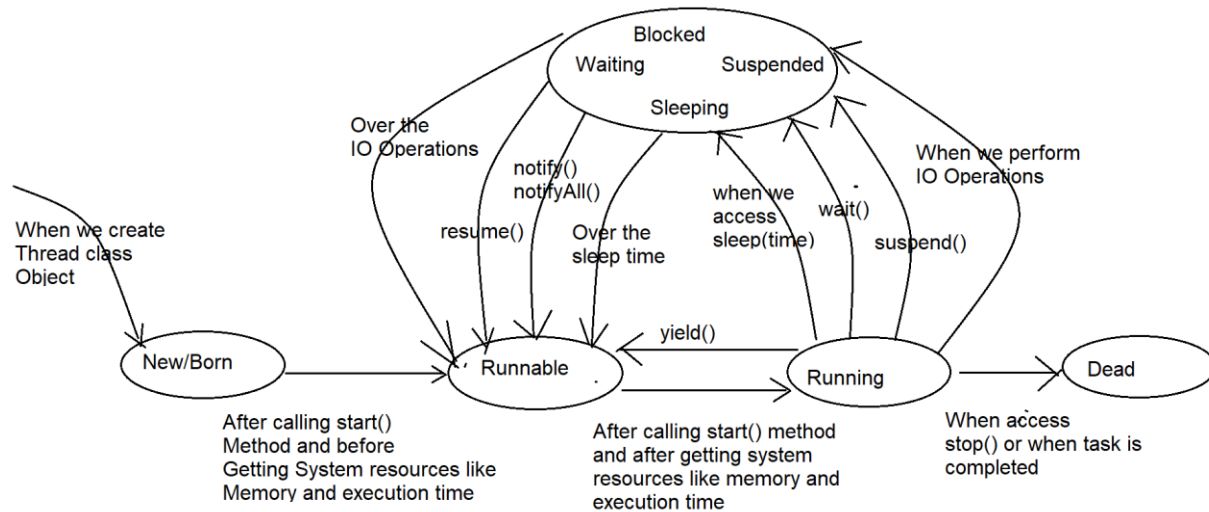 Blocked
Waiting
Suspended
Sleeping
Over the
IO Operations
notify()
notifyAll()
resume()
Over the
sleep time
when we
access
sleep(time)
wait()
suspend()
When we perform
IO Operations
When we create
Thread class
Object
yield()
New/Born
Runnable
Running
Dead
After calling start()
Method and before
Getting System resources like
Memory and execution time
After calling start() method
and after getting system
resources like memory and
execution time
When access
stop() or when task is
completed